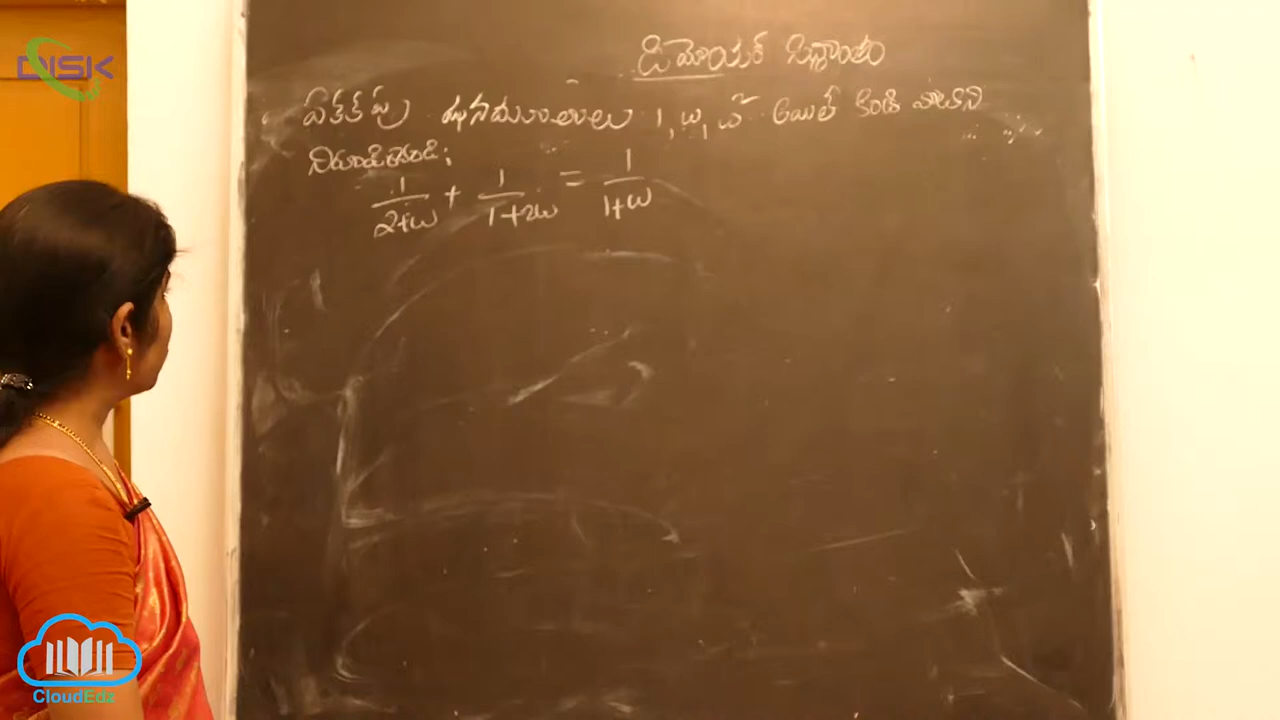 DISK
డిమోయర్ సిద్ధాంతం
ఏకకపు ఘనమూలాలు 1, ω, ω² అయితే కింది వాటిని
నిరూపించండి:
1/(2+ω) + 1/(1+2ω) = 1/(1+ω)
CloudEdz